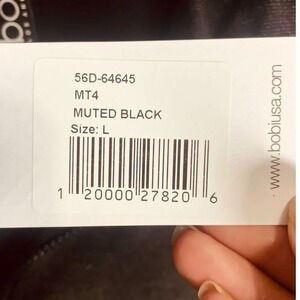 56D-64645
MT4
MUTED BLACK
Size: L
1 20000 27820 6
www.bobiusa.com